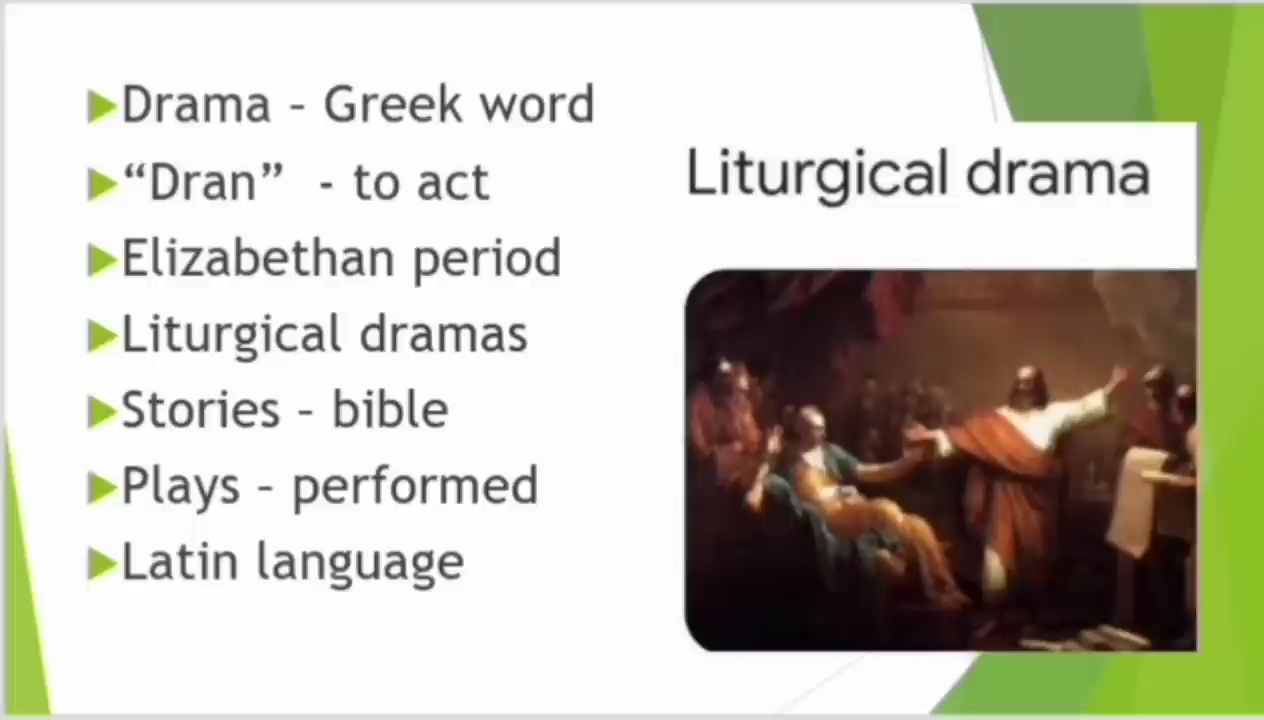 Drama – Greek word
“Dran” - to act
Elizabethan period
Liturgical dramas
Stories – bible
Plays – performed
Latin language
Liturgical drama